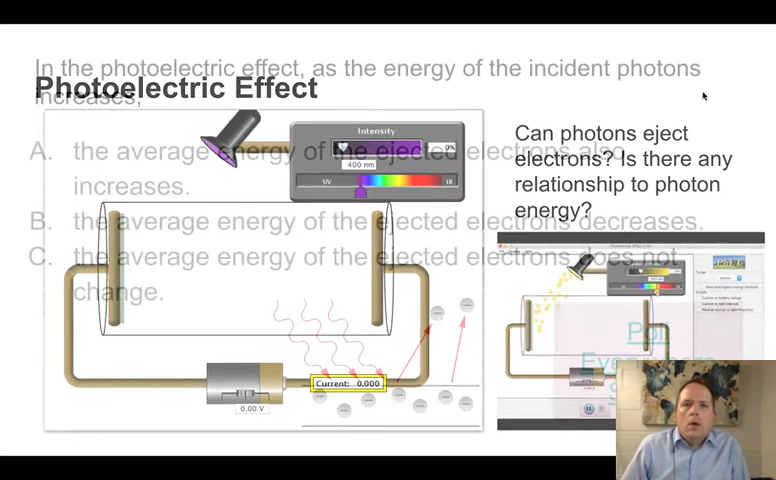 In the photoelectric effect, as the energy of the incident photons
Photoelectric Effect
increases,
Can photons eject
electrons? Is there any
relationship to photon
energy?
Intensity
0%
400 nm
UV
IR
A. the average energy of the ejected electrons also
increases.
B. the average energy of the ejected electrons decreases.
C. the average energy of the ejected electrons does not
change.
Current: 0.000
0.00 V
Poll